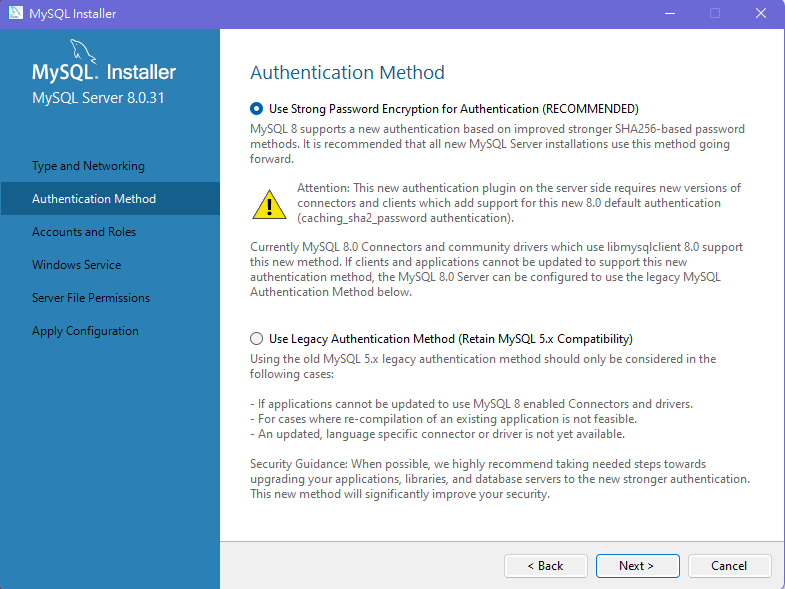 MySQL Installer
MySQL. Installer
MySQL Server 8.0.31
Type and Networking
Authentication Method
Accounts and Roles
Windows Service
Server File Permissions
Apply Configuration
Authentication Method
Use Strong Password Encryption for Authentication (RECOMMENDED)
MySQL 8 supports a new authentication based on improved stronger SHA256-based password
methods. It is recommended that all new MySQL Server installations use this method going
forward.
Attention: This new authentication plugin on the server side requires new versions of
connectors and clients which add support for this new 8.0 default authentication
(caching_sha2_password authentication).
Currently MySQL 8.0 Connectors and community drivers which use libmysqlclient 8.0 support
this new method. If clients and applications cannot be updated to support this new
authentication method, the MySQL 8.0 Server can be configured to use the legacy MySQL
Authentication Method below.
Use Legacy Authentication Method (Retain MySQL 5.x Compatibility)
Using the old MySQL 5.x legacy authentication method should only be considered in the
following cases:
- If applications cannot be updated to use MySQL 8 enabled Connectors and drivers.
- For cases where re-compilation of an existing application is not feasible.
- An updated, language specific connector or driver is not yet available.
Security Guidance: When possible, we highly recommend taking needed steps towards
upgrading your applications, libraries, and database servers to the new stronger authentication.
This new method will significantly improve your security.
< Back
Next >
Cancel